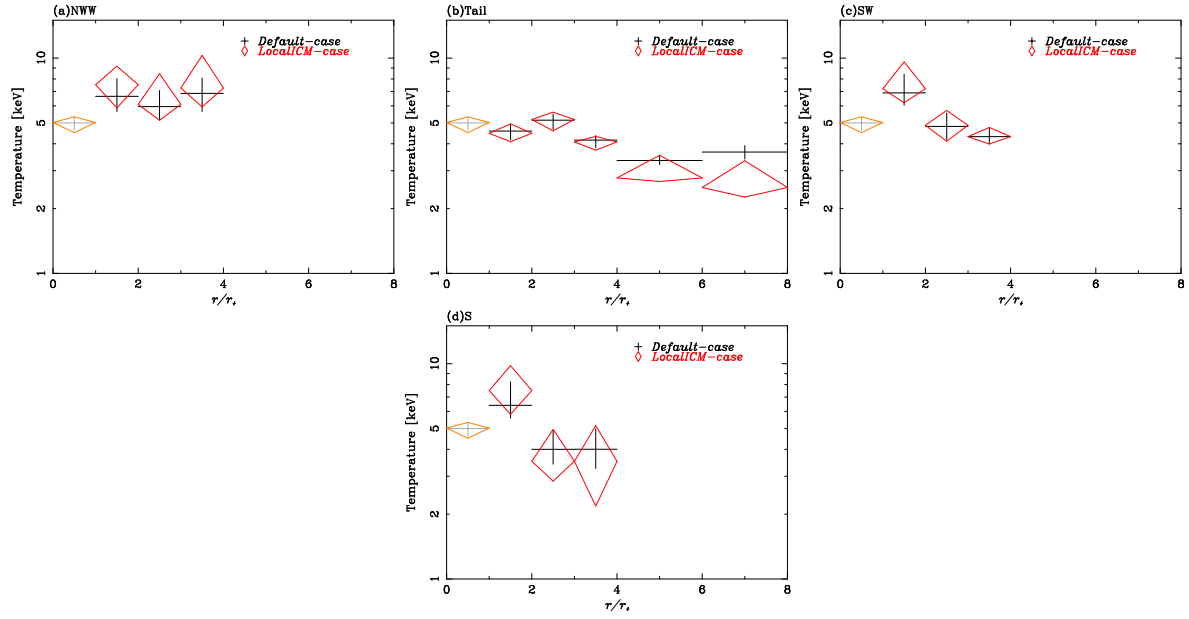 (a)NWW
Default-case
LocalICM-case
Temperature [keV]
10
5
2
1
0 2 4 6 8
(b)Tail
Default-case
LocalICM-case
Temperature [keV]
10
5
2
1
0 2 4 6 8
(c)SW
Default-case
LocalICM-case
Temperature [keV]
10
5
2
1
0 2 4 6 8
(d)S
Default-case
LocalICM-case
Temperature [keV]
10
5
2
1
0 2 4 6 8